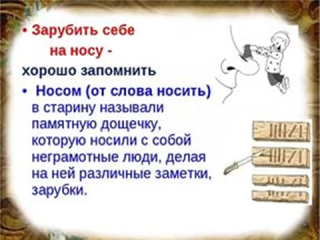 • Зарубить себе
на носу -
хорошо запомнить
• Носом (от слова носить)
в старину называли
памятную дощечку,
которую носили с собой
неграмотные люди, делая
на ней различные заметки,
зарубки.